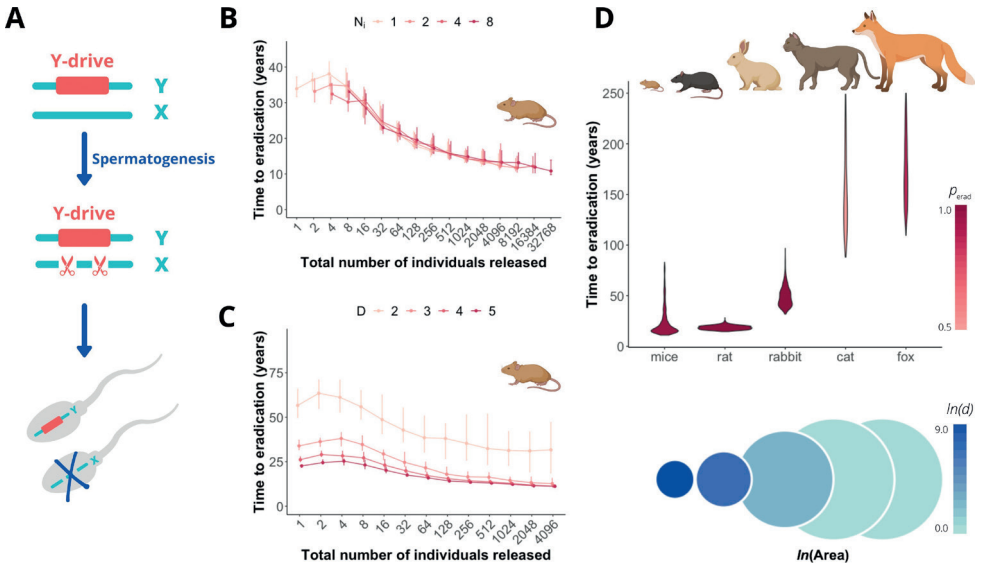 A
Y-drive
Y
X
Spermatogenesis
Y-drive
Y
X
Y
X
B
Nᵢ 1 2 4 8
Time to eradication (years)
40
30
20
10
0
1 2 4 8 16 32 64 128 256 512 1024 2048 4096 8192 16384 32768
Total number of individuals released
C
D 2 3 4 5
Time to eradication (years)
75
50
25
0
1 2 4 8 16 32 64 128 256 512 1024 2048 4096
Total number of individuals released
D
Time to eradication (years)
250
200
150
100
50
0
mice rat rabbit cat fox
p_erad
1.0
0.5
ln(d)
9.0
0.0
ln(Area)